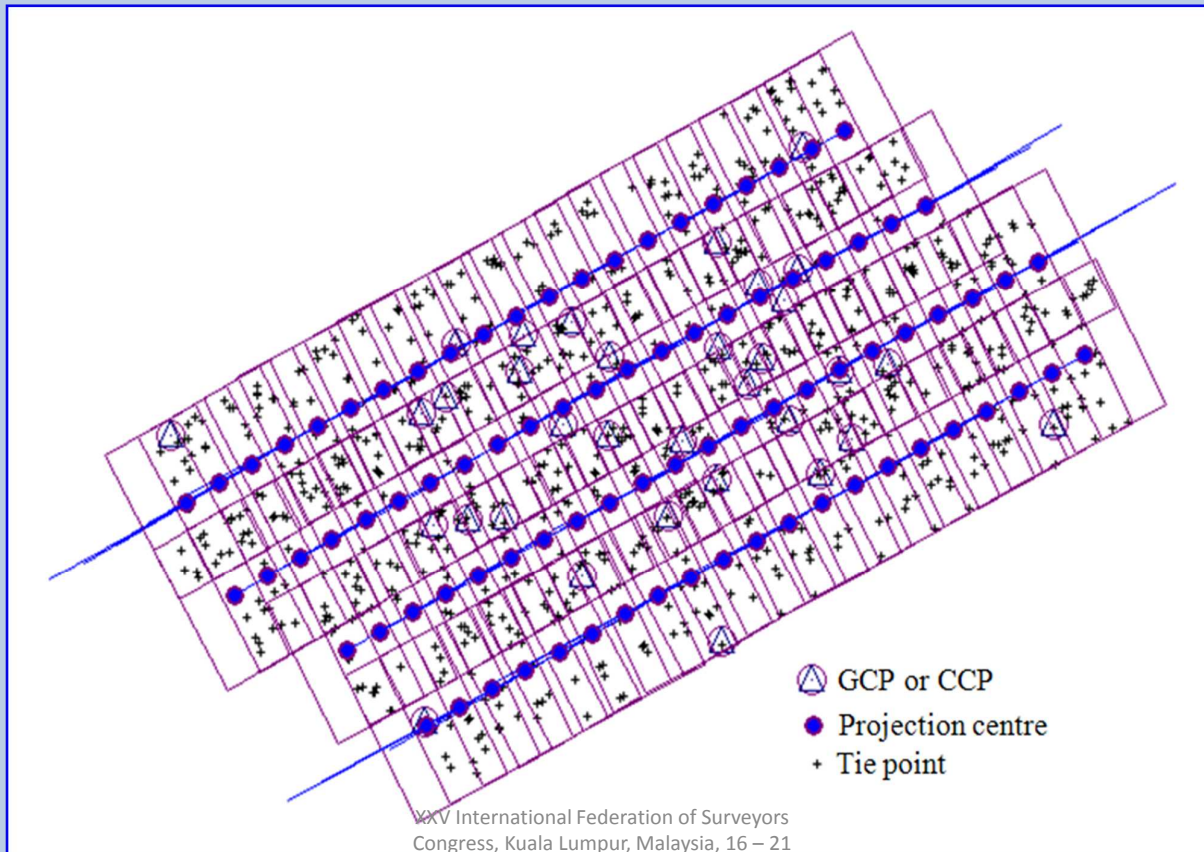 GCP or CCP
Projection centre
Tie point
XXV International Federation of Surveyors
Congress, Kuala Lumpur, Malaysia, 16 – 21